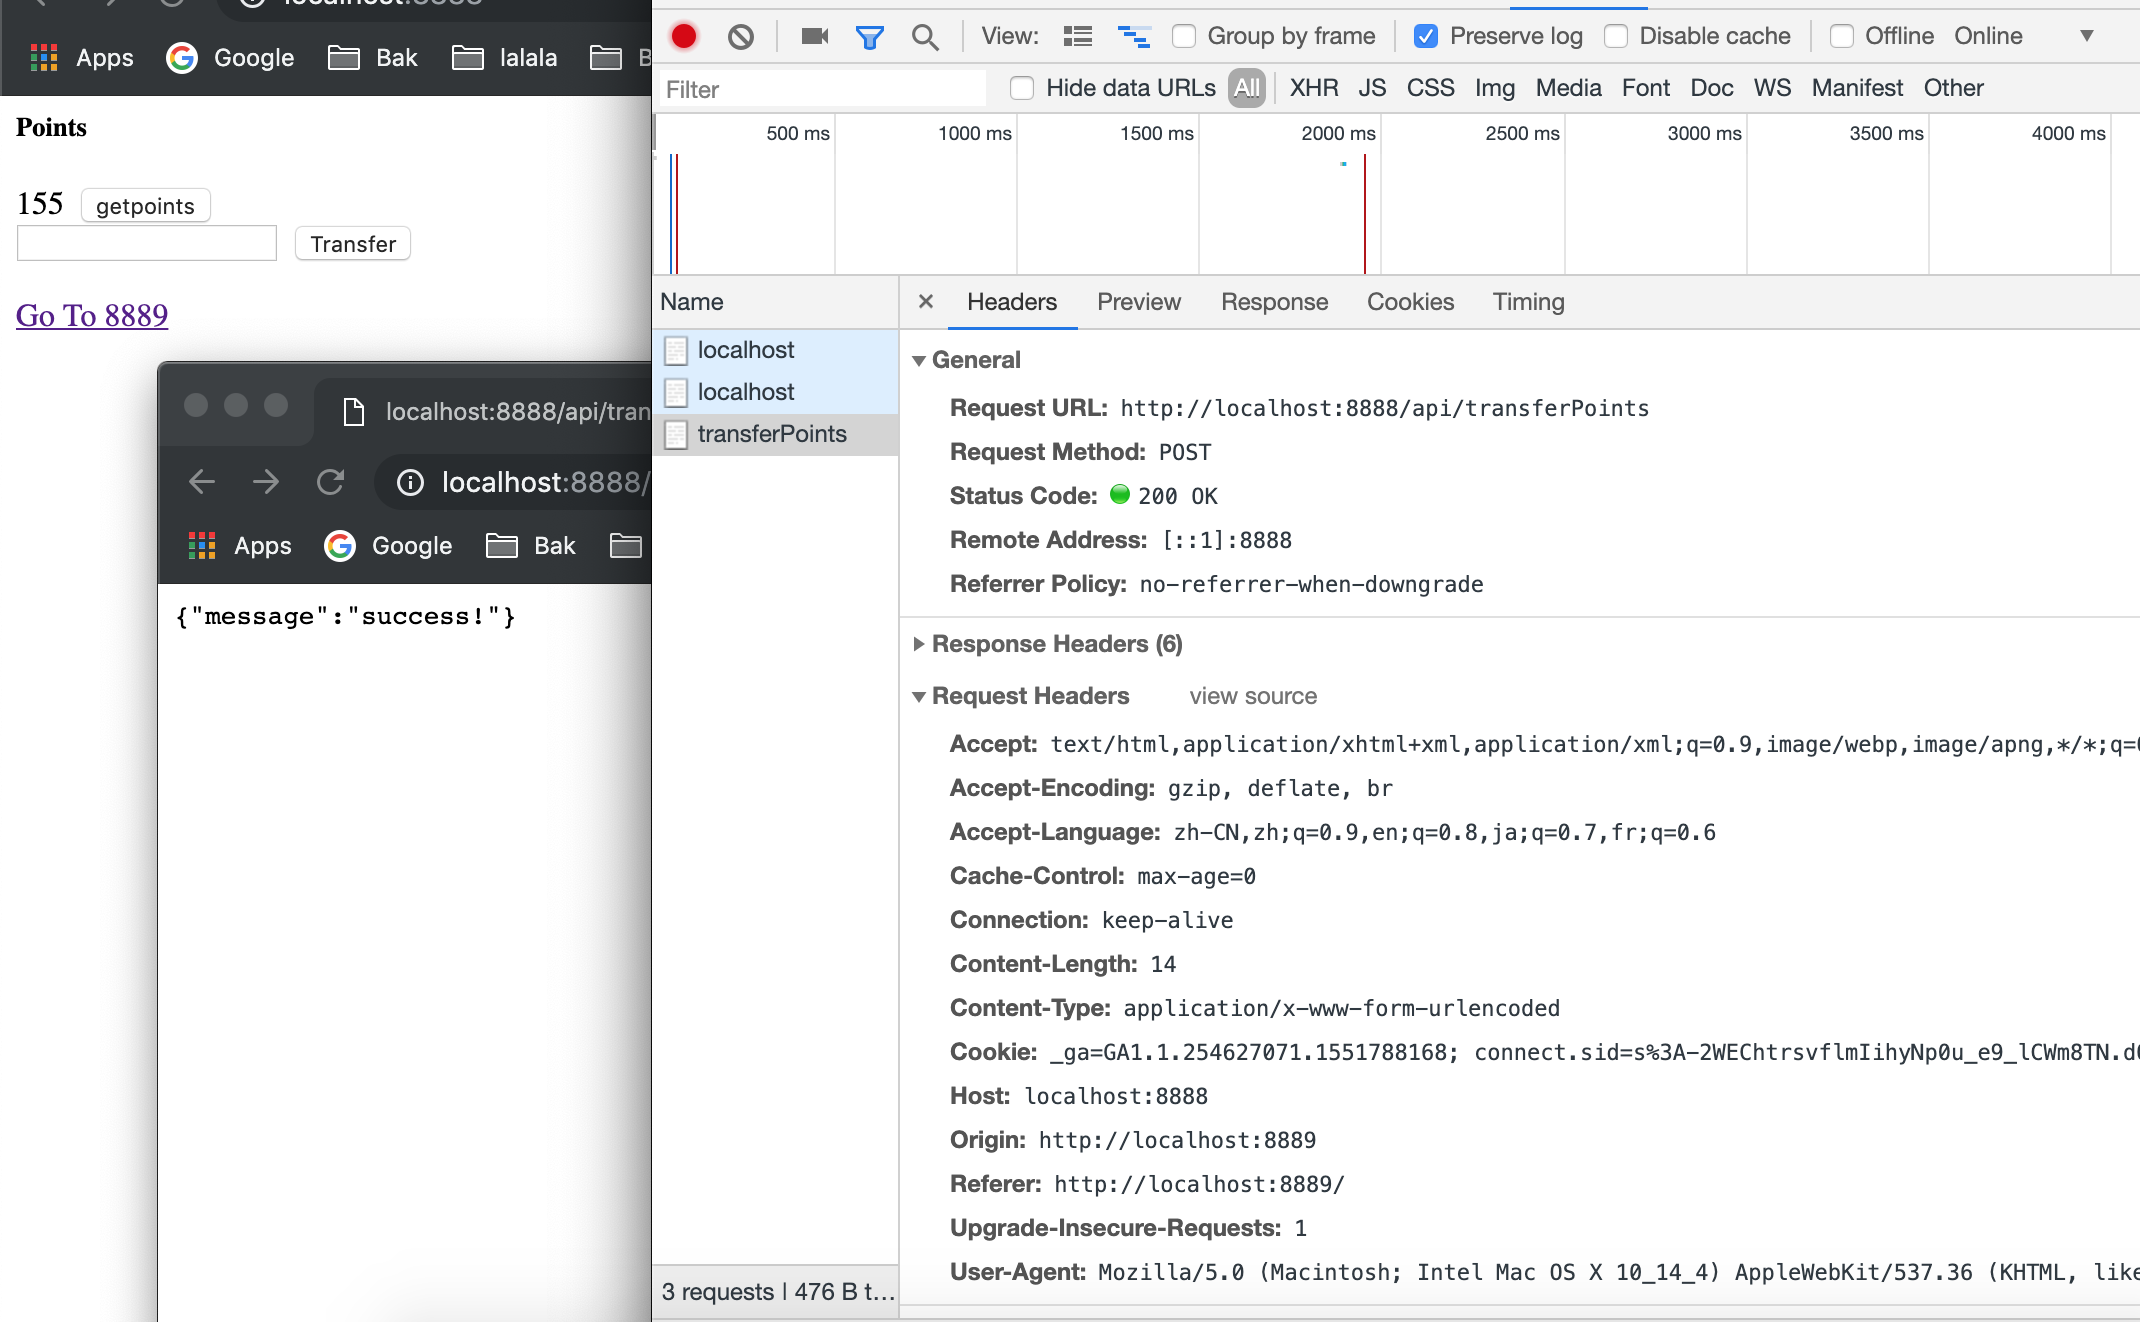 Apps Google Bak lalala
Points
155 getpoints
Transfer
Go To 8889
localhost:8888/api/tran
localhost:8888/
Apps Google Bak
{"message":"success!"}
View: Group by frame Preserve log Disable cache Offline Online
Filter Hide data URLs All XHR JS CSS Img Media Font Doc WS Manifest Other
500 ms 1000 ms 1500 ms 2000 ms 2500 ms 3000 ms 3500 ms 4000 ms
Name
localhost
localhost
transferPoints
3 requests | 476 B t...
× Headers Preview Response Cookies Timing
General
Request URL: http://localhost:8888/api/transferPoints
Request Method: POST
Status Code: 200 OK
Remote Address: [::1]:8888
Referrer Policy: no-referrer-when-downgrade
Response Headers (6)
Request Headers view source
Accept: text/html,application/xhtml+xml,application/xml;q=0.9,image/webp,image/apng,*/*;q=
Accept-Encoding: gzip, deflate, br
Accept-Language: zh-CN,zh;q=0.9,en;q=0.8,ja;q=0.7,fr;q=0.6
Cache-Control: max-age=0
Connection: keep-alive
Content-Length: 14
Content-Type: application/x-www-form-urlencoded
Cookie: _ga=GA1.1.254627071.1551788168; connect.sid=s%3A-2WEChtrsvflmIihyNp0u_e9_lCWm8TN.d
Host: localhost:8888
Origin: http://localhost:8889
Referer: http://localhost:8889/
Upgrade-Insecure-Requests: 1
User-Agent: Mozilla/5.0 (Macintosh; Intel Mac OS X 10_14_4) AppleWebKit/537.36 (KHTML, like